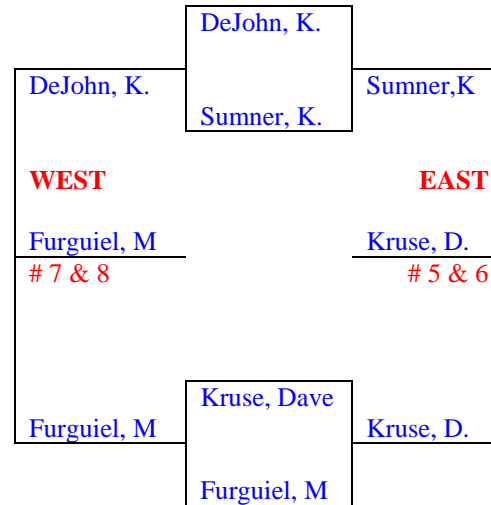 DeJohn, K.
DeJohn, K.
Sumner,K
Sumner, K.
WEST
EAST
Furguiel, M
Kruse, D.
# 7 & 8
# 5 & 6
Kruse, Dave
Furguiel, M
Kruse, D.
Furguiel, M